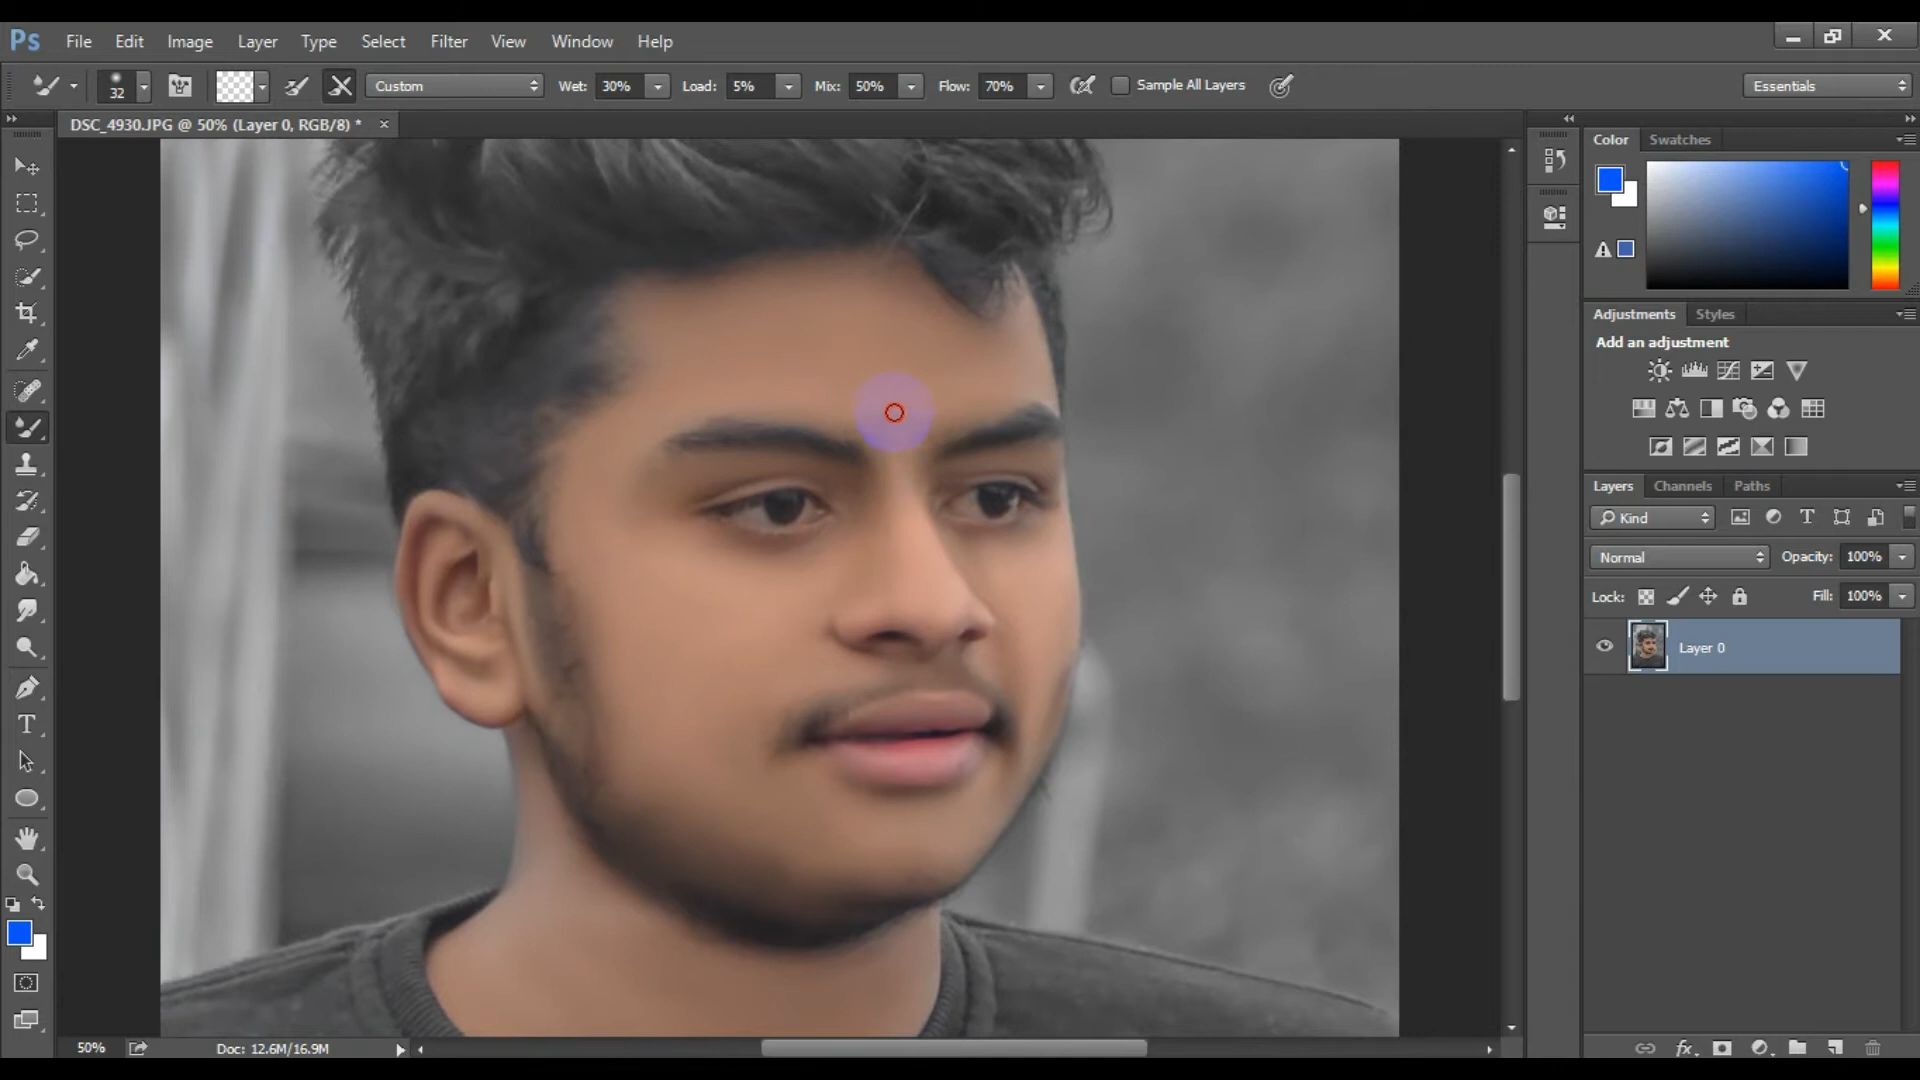 Ps File Edit Image Layer Type Select Filter View Window Help
32 Custom Wet: 30% Load: 5% Mix: 50% Flow: 70% Sample All Layers Essentials
DSC_4930.JPG @ 50% (Layer 0, RGB/8) * ×
Color Swatches
Adjustments Styles
Add an adjustment
Layers Channels Paths
Kind
Normal Opacity: 100%
Lock: Fill: 100%
Layer 0
50% Doc: 12.6M/16.9M